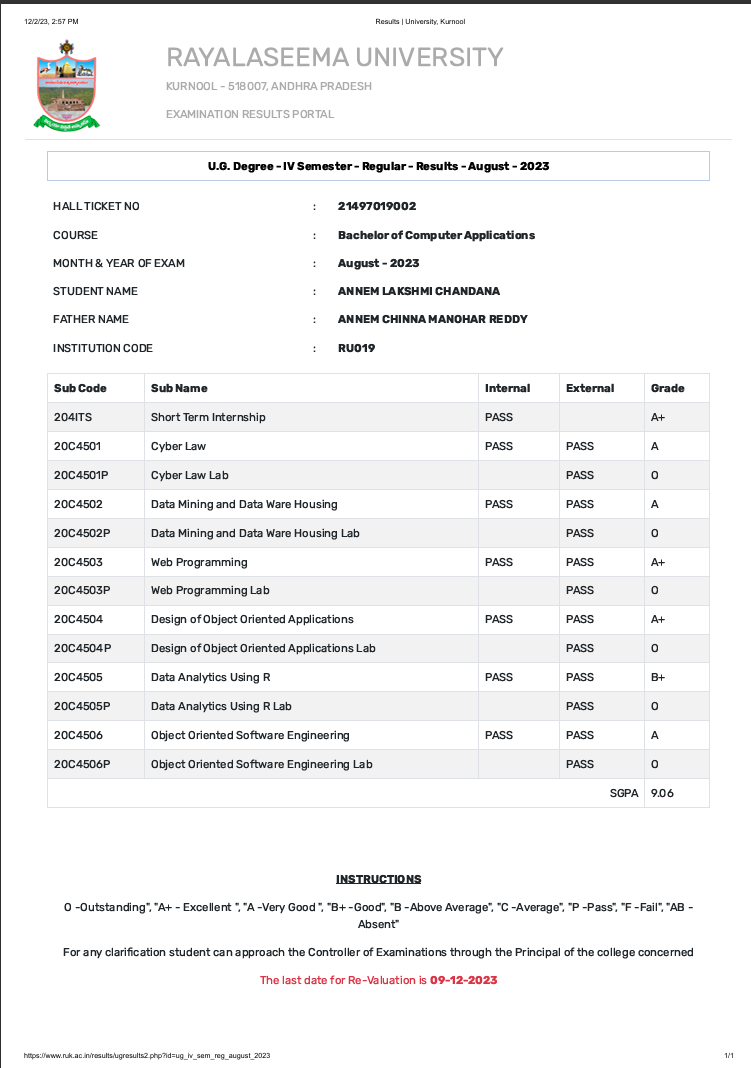 12/2/23, 2:57 PM Results | University, Kurnool
RAYALASEEMA UNIVERSITY
KURNOOL - 518007, ANDHRA PRADESH
EXAMINATION RESULTS PORTAL
U.G. Degree - IV Semester - Regular - Results - August - 2023
HALL TICKET NO : 21497019002
COURSE : Bachelor of Computer Applications
MONTH & YEAR OF EXAM : August - 2023
STUDENT NAME : ANNEM LAKSHMI CHANDANA
FATHER NAME : ANNEM CHINNA MANOHAR REDDY
INSTITUTION CODE : RU019
Sub Code Sub Name Internal External Grade
204ITS Short Term Internship PASS A+
20C4501 Cyber Law PASS PASS A
20C4501P Cyber Law Lab PASS O
20C4502 Data Mining and Data Ware Housing PASS PASS A
20C4502P Data Mining and Data Ware Housing Lab PASS O
20C4503 Web Programming PASS PASS A+
20C4503P Web Programming Lab PASS O
20C4504 Design of Object Oriented Applications PASS PASS A+
20C4504P Design of Object Oriented Applications Lab PASS O
20C4505 Data Analytics Using R PASS PASS B+
20C4505P Data Analytics Using R Lab PASS O
20C4506 Object Oriented Software Engineering PASS PASS A
20C4506P Object Oriented Software Engineering Lab PASS O
SGPA 9.06
INSTRUCTIONS
O -Outstanding", "A+ - Excellent ", "A -Very Good ", "B+ -Good", "B -Above Average", "C -Average", "P -Pass", "F -Fail", "AB -
Absent"
For any clarification student can approach the Controller of Examinations through the Principal of the college concerned
The last date for Re-Valuation is 09-12-2023
https://www.ruk.ac.in/results/ugresults2.php?id=ug_iv_sem_reg_august_2023 1/1